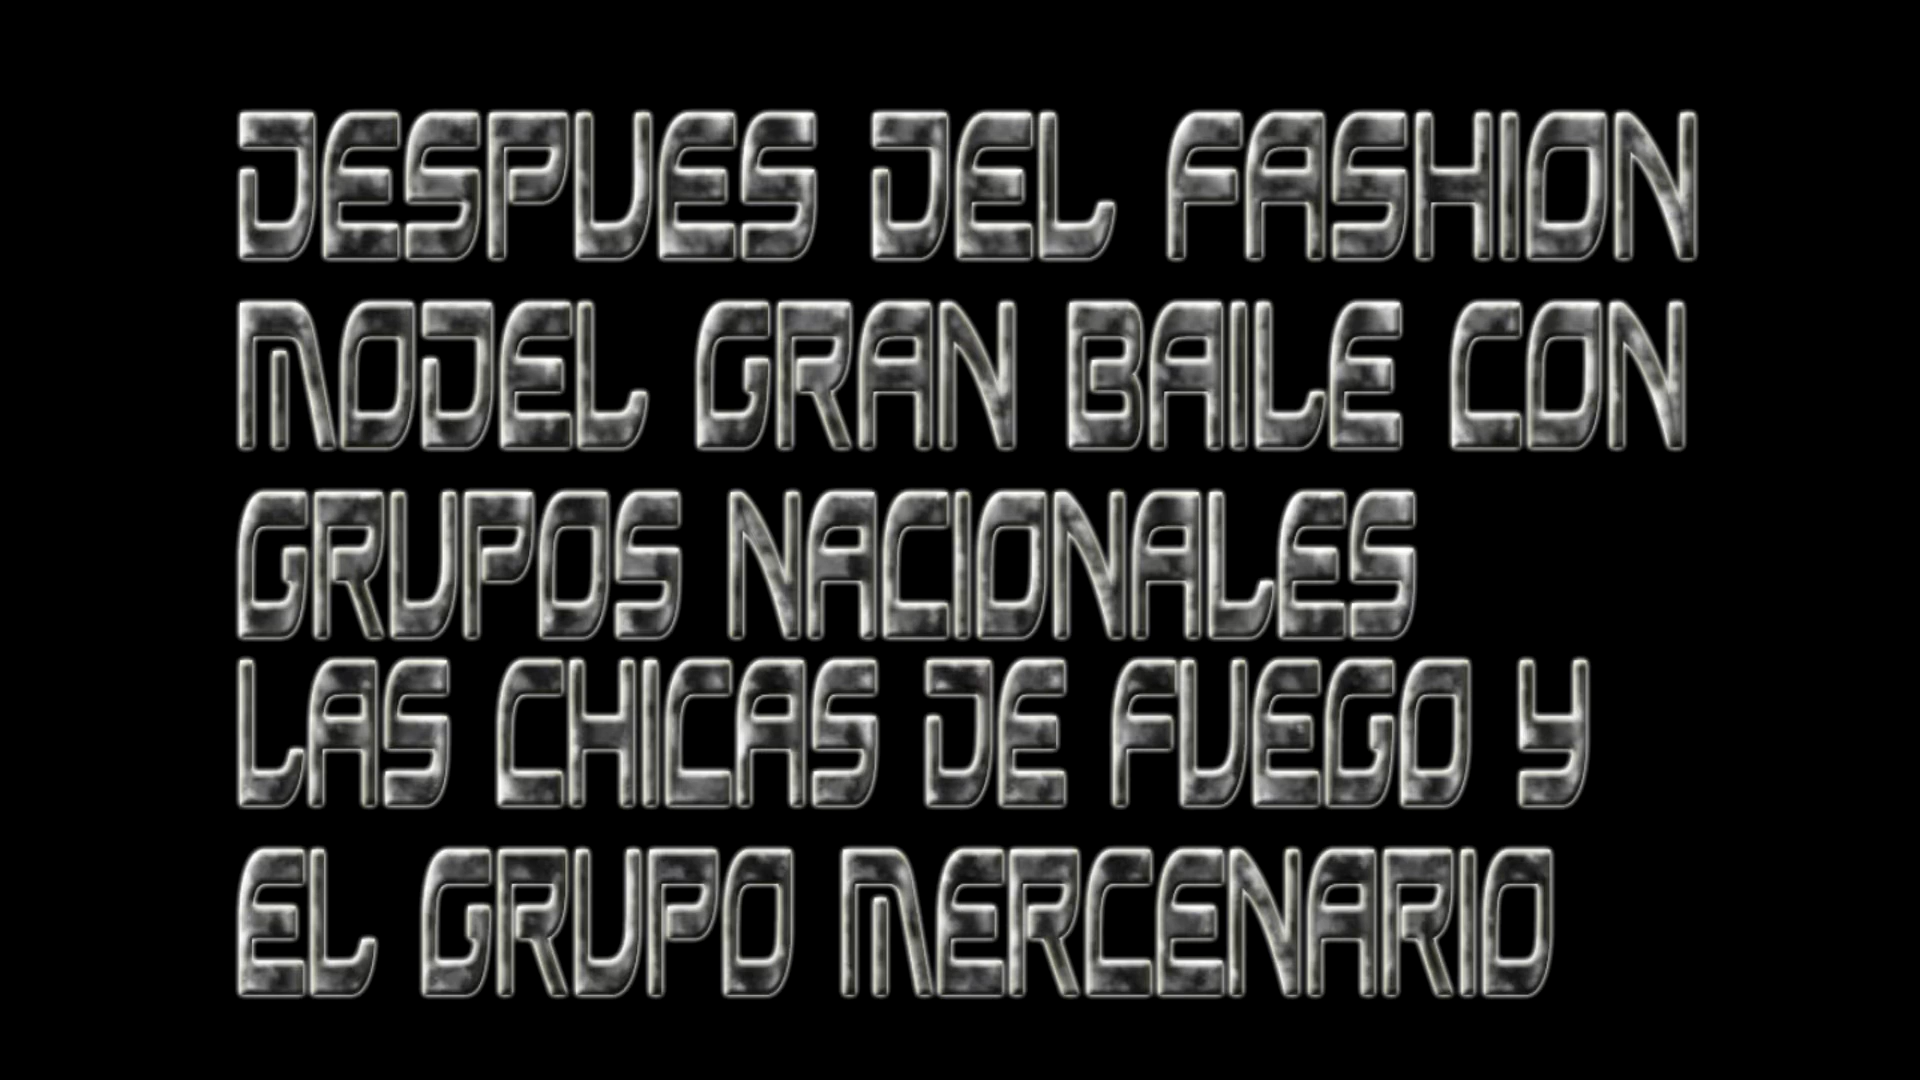 DESPUES DEL FASHION
MODEL GRAN BAILE CON
GRUPOS NACIONALES
LAS CHICAS DE FUEGO Y
EL GRUPO MERCENARIO